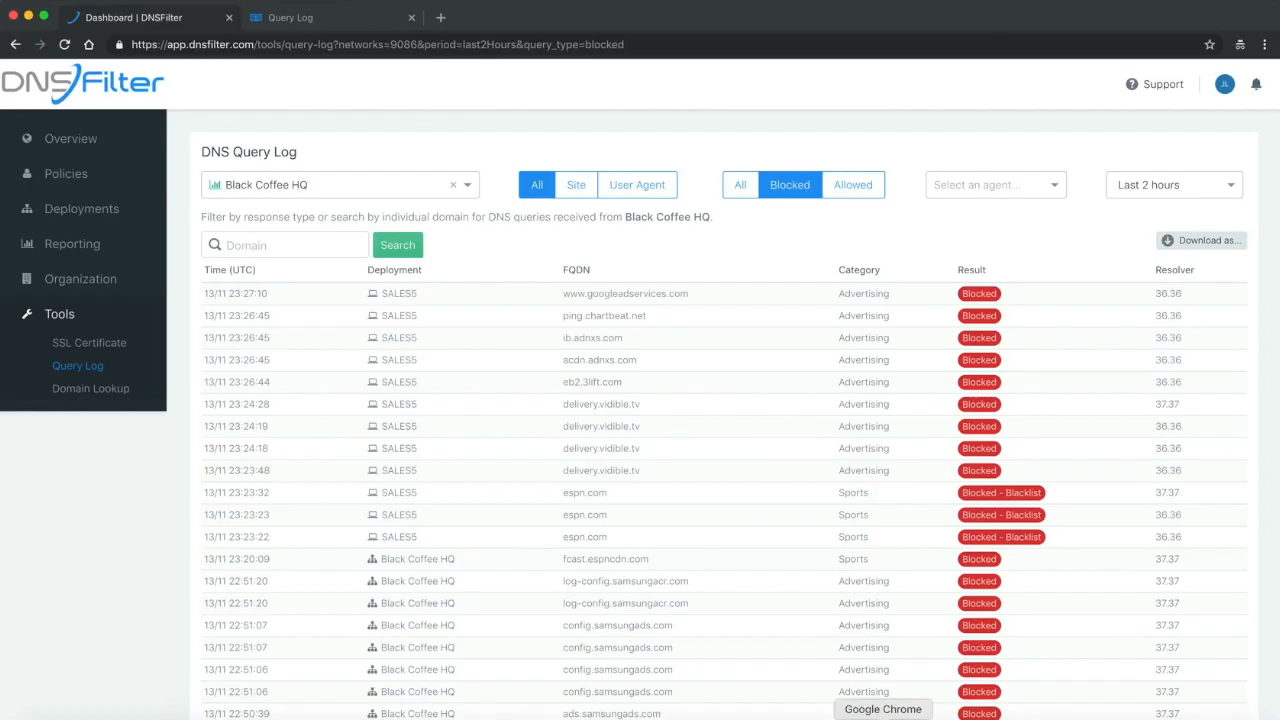 Dashboard | DNSFilter
Query Log
https://app.dnsfilter.com/tools/query-log?networks=9086&period=last2Hours&query_type=blocked
DNSFilter
Support
JL
Overview
Policies
Deployments
Reporting
Organization
Tools
SSL Certificate
Query Log
Domain Lookup
DNS Query Log
Black Coffee HQ
All Site User Agent
All Blocked Allowed
Select an agent...
Last 2 hours
Filter by response type or search by individual domain for DNS queries received from Black Coffee HQ.
Domain
Search
Download as...
Time (UTC) Deployment FQDN Category Result Resolver
13/11 23:27:10 SALES5 www.googleadservices.com Advertising Blocked 36.36
13/11 23:26:45 SALES5 ping.chartbeat.net Advertising Blocked 36.36
13/11 23:26:45 SALES5 ib.adnxs.com Advertising Blocked 36.36
13/11 23:26:45 SALES5 acdn.adnxs.com Advertising Blocked 36.36
13/11 23:26:44 SALES5 eb2.3lift.com Advertising Blocked 36.36
13/11 23:24:28 SALES5 delivery.vidible.tv Advertising Blocked 37.37
13/11 23:24:19 SALES5 delivery.vidible.tv Advertising Blocked 36.36
13/11 23:24:18 SALES5 delivery.vidible.tv Advertising Blocked 36.36
13/11 23:23:48 SALES5 delivery.vidible.tv Advertising Blocked 36.36
13/11 23:23:32 SALES5 espn.com Sports Blocked - Blacklist 37.37
13/11 23:23:23 SALES5 espn.com Sports Blocked - Blacklist 36.36
13/11 23:23:22 SALES5 espn.com Sports Blocked - Blacklist 36.36
13/11 23:20:09 Black Coffee HQ fcast.espncdn.com Sports Blocked 37.37
13/11 22:51:20 Black Coffee HQ log-config.samsungacr.com Advertising Blocked 37.37
13/11 22:51:20 Black Coffee HQ log-config.samsungacr.com Advertising Blocked 37.37
13/11 22:51:07 Black Coffee HQ config.samsungads.com Advertising Blocked 37.37
13/11 22:51:07 Black Coffee HQ config.samsungads.com Advertising Blocked 37.37
13/11 22:51:06 Black Coffee HQ config.samsungads.com Advertising Blocked 37.37
13/11 22:51:06 Black Coffee HQ config.samsungads.com Advertising Blocked 37.37
13/11 22:50:39 Black Coffee HQ ads.samsungads.com Advertising Blocked 37.37
Google Chrome